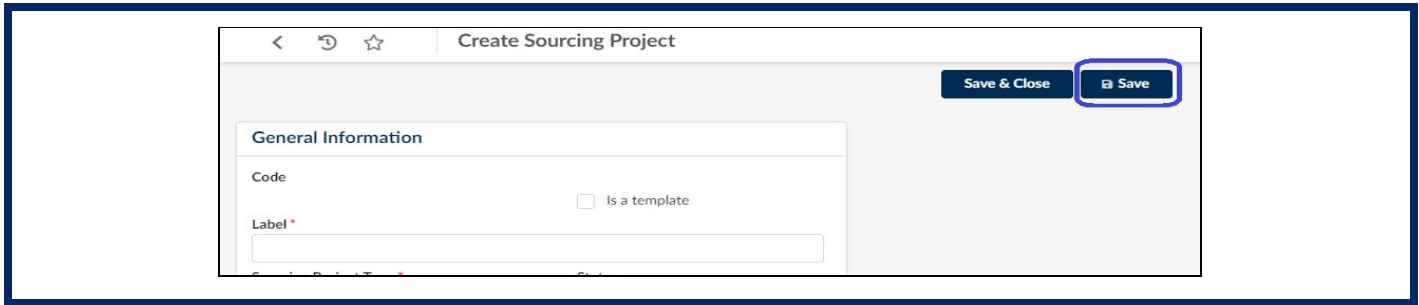 Create Sourcing Project
Save & Close Save
General Information
Code
Is a template
Label *